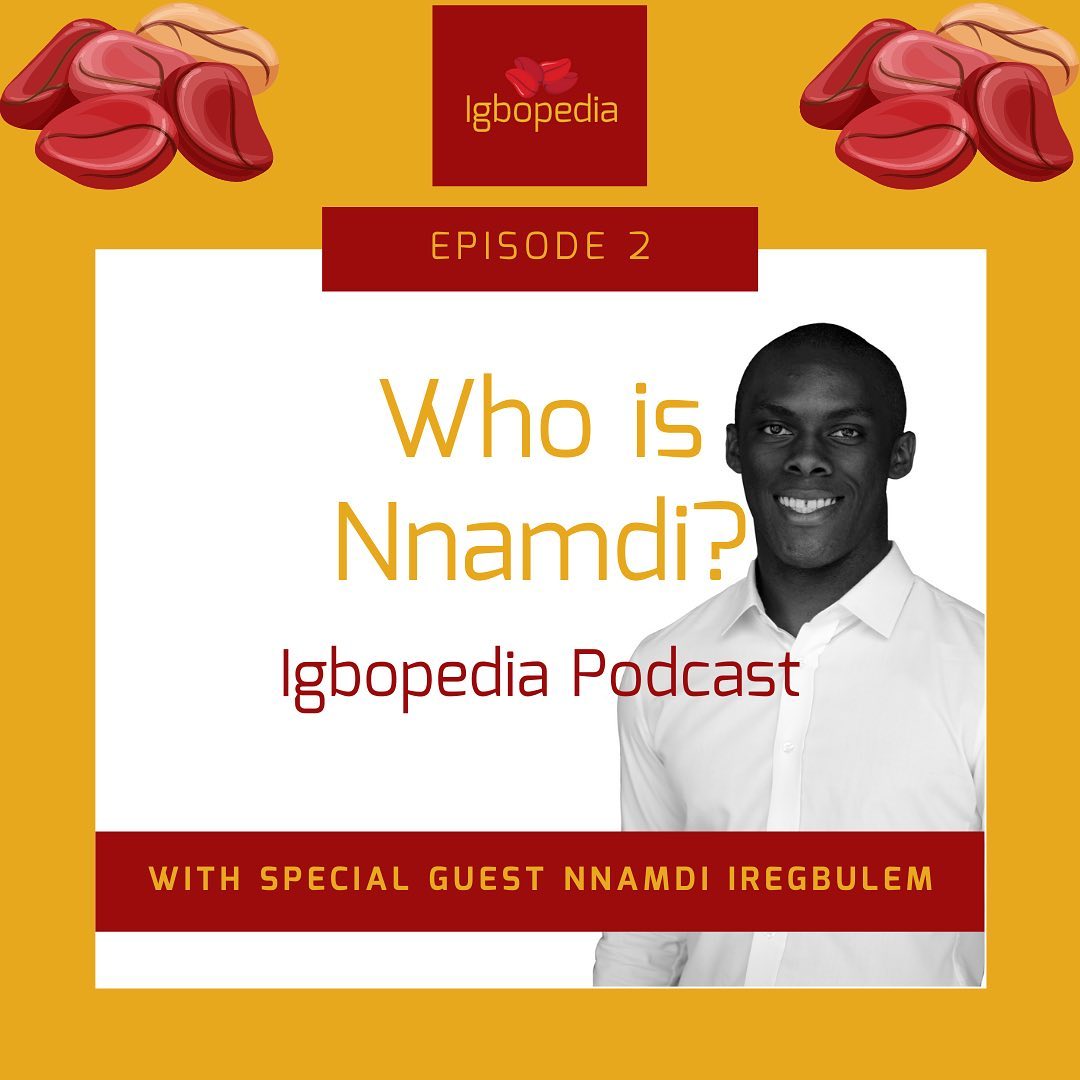 Igbopedia
EPISODE 2
Who is
Nnamdi?
Igbopedia Podcast
WITH SPECIAL GUEST NNAMDI IREGBULEM